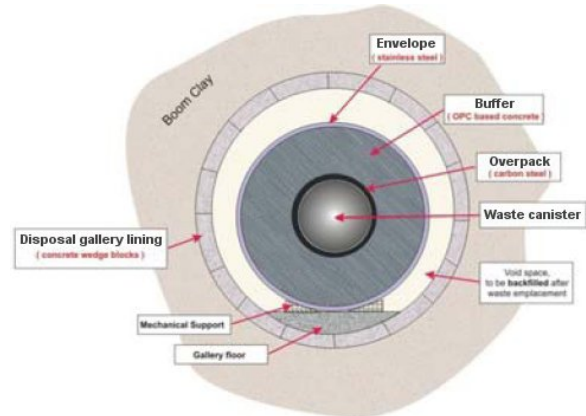 Boom Clay
Envelope
( stainless steel )
Buffer
( OPC based concrete)
Overpack
( carbon steel )
Waste canister
Disposal gallery lining
( concrete wedge blocks )
Void space,
to be backfilled after
waste emplacement
Mechanical Support
Gallery floor